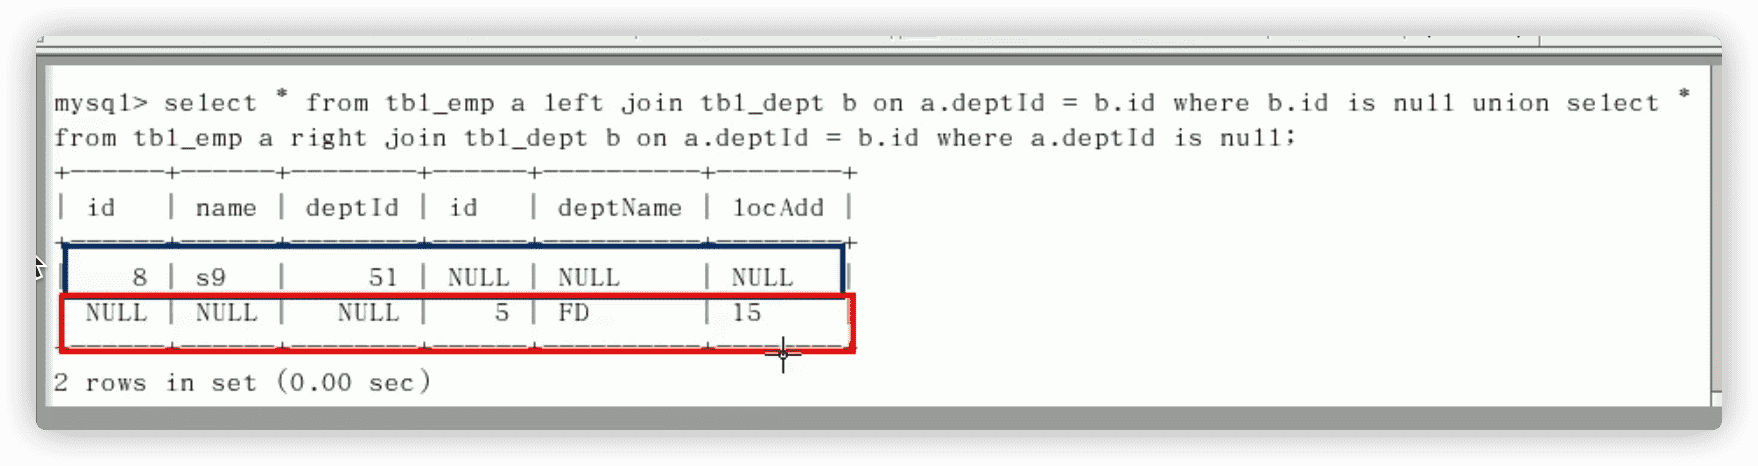 mysql> select * from tbl_emp a left join tbl_dept b on a.deptId = b.id where b.id is null union select *
from tbl_emp a right join tbl_dept b on a.deptId = b.id where a.deptId is null;
+------+------+--------+------+----------+--------+
| id | name | deptId | id | deptName | locAdd |
+------+------+--------+------+----------+--------+
| 8 | s9 | 51 | NULL | NULL | NULL |
| NULL | NULL | NULL | 5 | FD | 15 |
+------+------+--------+------+----------+--------+
2 rows in set (0.00 sec)